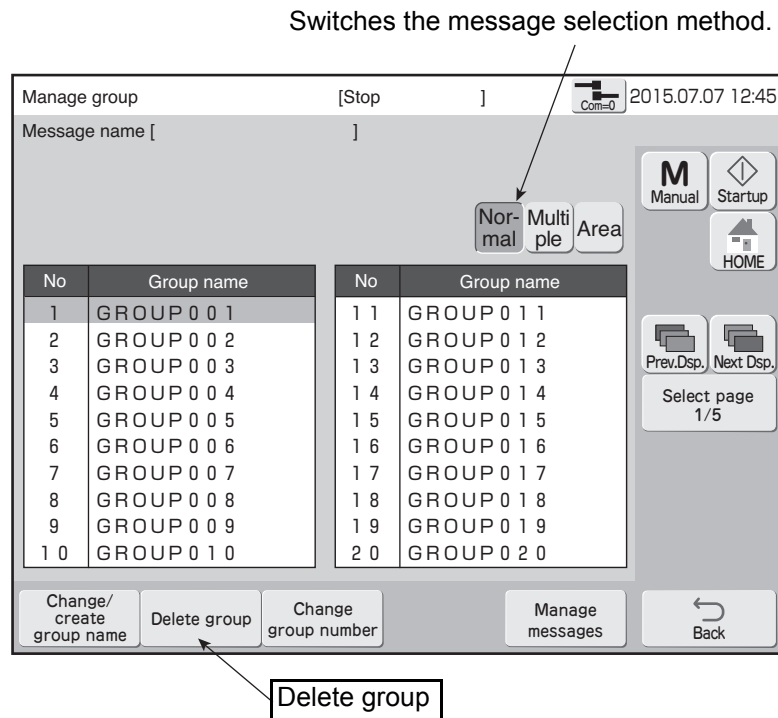 Switches the message selection method.
Manage group [Stop ] Com=0 2015.07.07 12:45
Message name [ ]
M
Manual
Startup
Nor-
mal
Multi
ple
Area
HOME
No Group name No Group name
1 GROUP001 11 GROUP011
2 GROUP002 12 GROUP012
3 GROUP003 13 GROUP013
4 GROUP004 14 GROUP014
5 GROUP005 15 GROUP015
6 GROUP006 16 GROUP016
7 GROUP007 17 GROUP017
8 GROUP008 18 GROUP018
9 GROUP009 19 GROUP019
10 GROUP010 20 GROUP020
Prev.Dsp. Next Dsp.
Select page
1/5
Change/
create
group name
Delete group
Change
group number
Manage
messages
Back
Delete group